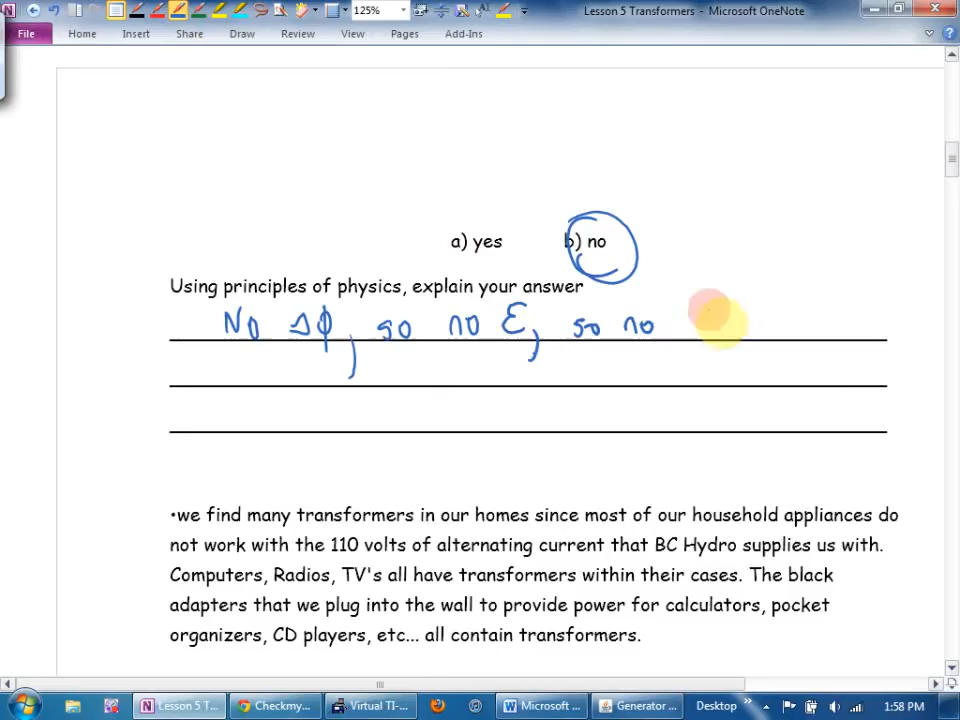 125%
Lesson 5 Transformers - Microsoft OneNote
File Home Insert Share Draw Review View Pages Add-Ins
a) yes b) no
Using principles of physics, explain your answer
No Δϕ, so no Ɛ, so no
•we find many transformers in our homes since most of our household appliances do
not work with the 110 volts of alternating current that BC Hydro supplies us with.
Computers, Radios, TV's all have transformers within their cases. The black
adapters that we plug into the wall to provide power for calculators, pocket
organizers, CD players, etc... all contain transformers.
Lesson 5 T... Checkmy... Virtual TI-... Microsoft ... Generator ... Desktop 1:58 PM